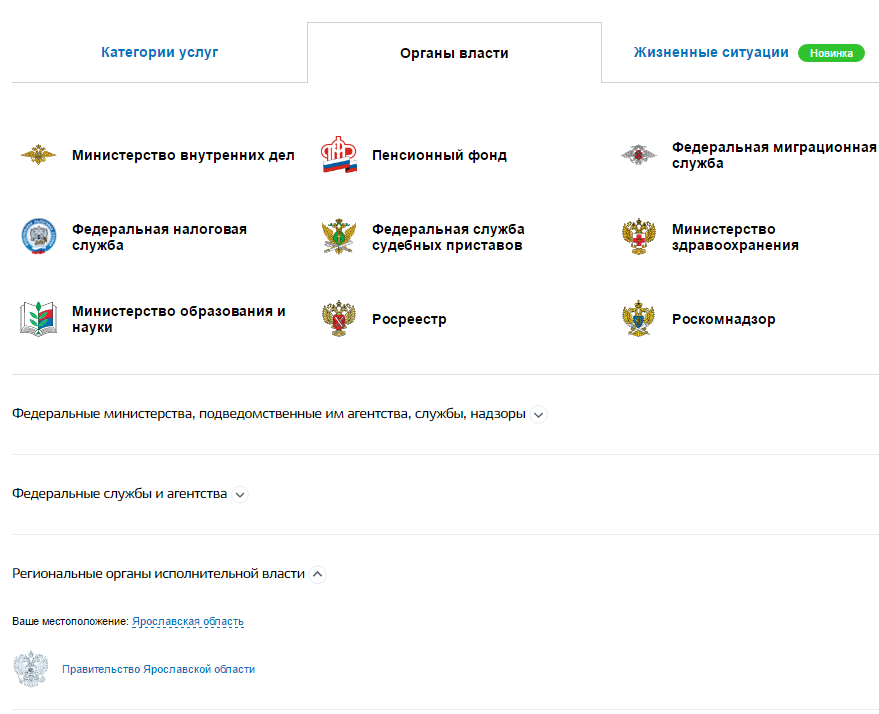 Категории услуг
Органы власти
Жизненные ситуации Новинка
Министерство внутренних дел
Пенсионный фонд
Федеральная миграционная
служба
Федеральная налоговая
служба
Федеральная служба
судебных приставов
Министерство
здравоохранения
Министерство образования и
науки
Росреестр
Роскомнадзор
Федеральные министерства, подведомственные им агентства, службы, надзоры
Федеральные службы и агентства
Региональные органы исполнительной власти
Ваше местоположение: Ярославская область
Правительство Ярославской области